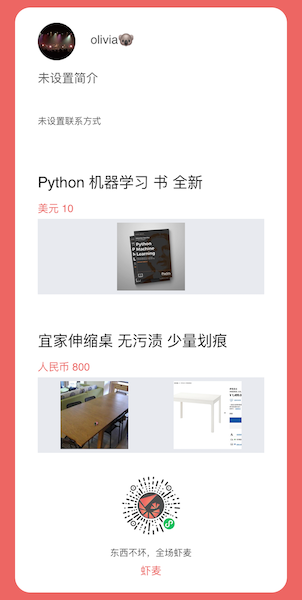 olivia🐨
未设置简介
未设置联系方式
Python 机器学习 书 全新
美元 10
Python
Machine
Learning
Packt
宜家伸缩桌 无污渍 少量划痕
人民币 800
东西不坏，全场虾麦
虾麦